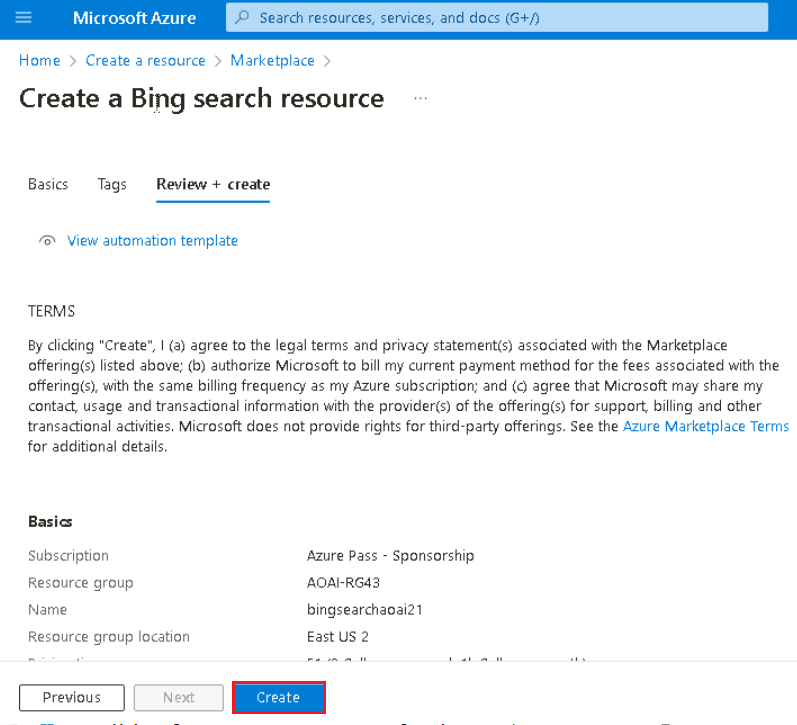 Microsoft Azure
Search resources, services, and docs (G+/)
Home > Create a resource > Marketplace >
Create a Bing search resource ...
Basics Tags Review + create
View automation template
TERMS
By clicking "Create", I (a) agree to the legal terms and privacy statement(s) associated with the Marketplace
offering(s) listed above; (b) authorize Microsoft to bill my current payment method for the fees associated with the
offering(s), with the same billing frequency as my Azure subscription; and (c) agree that Microsoft may share my
contact, usage and transactional information with the provider(s) of the offering(s) for support, billing and other
transactional activities. Microsoft does not provide rights for third-party offerings. See the Azure Marketplace Terms
for additional details.
Basics
Subscription Azure Pass - Sponsorship
Resource group AOAI-RG43
Name bingsearchaoai21
Resource group location East US 2
Previous Next Create